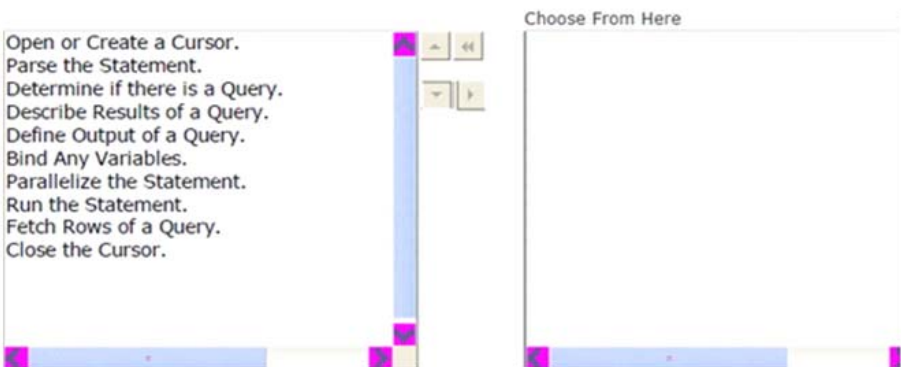 Choose From Here
Open or Create a Cursor.
Parse the Statement.
Determine if there is a Query.
Describe Results of a Query.
Define Output of a Query.
Bind Any Variables.
Parallelize the Statement.
Run the Statement.
Fetch Rows of a Query.
Close the Cursor.